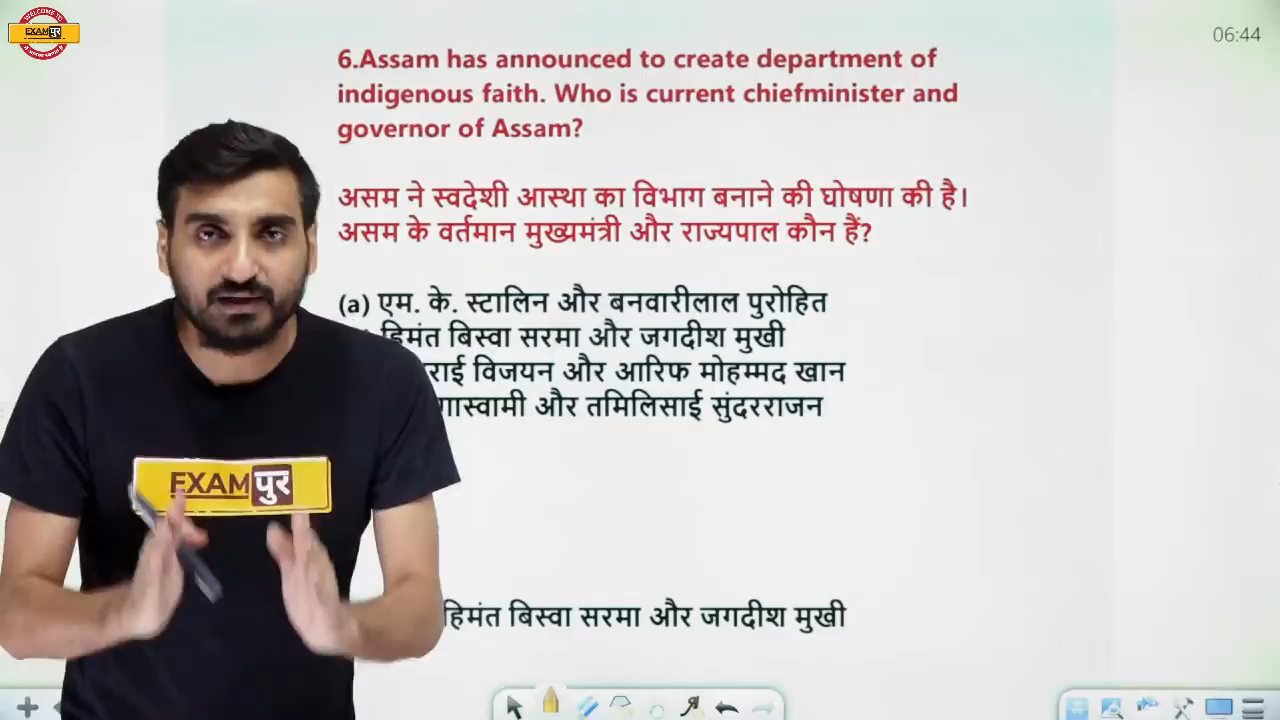 WELCOME TO
EXAMपुर
06:44
6.Assam has announced to create department of
indigenous faith. Who is current chiefminister and
governor of Assam?
असम ने स्वदेशी आस्था का विभाग बनाने की घोषणा की है।
असम के वर्तमान मुख्यमंत्री और राज्यपाल कौन हैं?
(a) एम. के. स्टालिन और बनवारीलाल पुरोहित
हिमंत बिस्वा सरमा और जगदीश मुखी
विजयन और आरिफ मोहम्मद खान
और तमिलिसाई सुंदरराजन
EXAMपुर
हिमंत बिस्वा सरमा और जगदीश मुखी